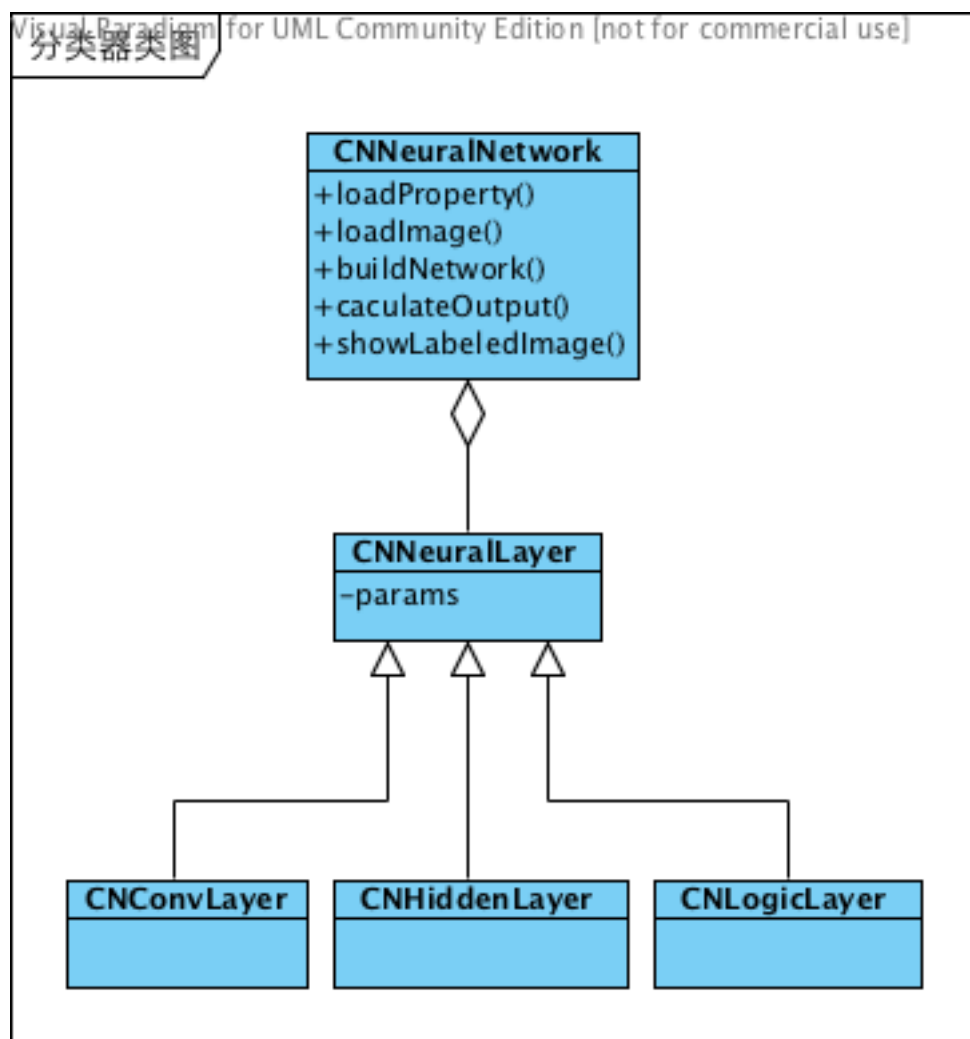 Visual Paradigm for UML Community Edition [not for commercial use]
分类器类图
CNNeuralNetwork
+loadProperty()
+loadImage()
+buildNetwork()
+caculateOutput()
+showLabeledImage()
CNNeuralLayer
-params
CNConvLayer
CNHiddenLayer
CNLogicLayer